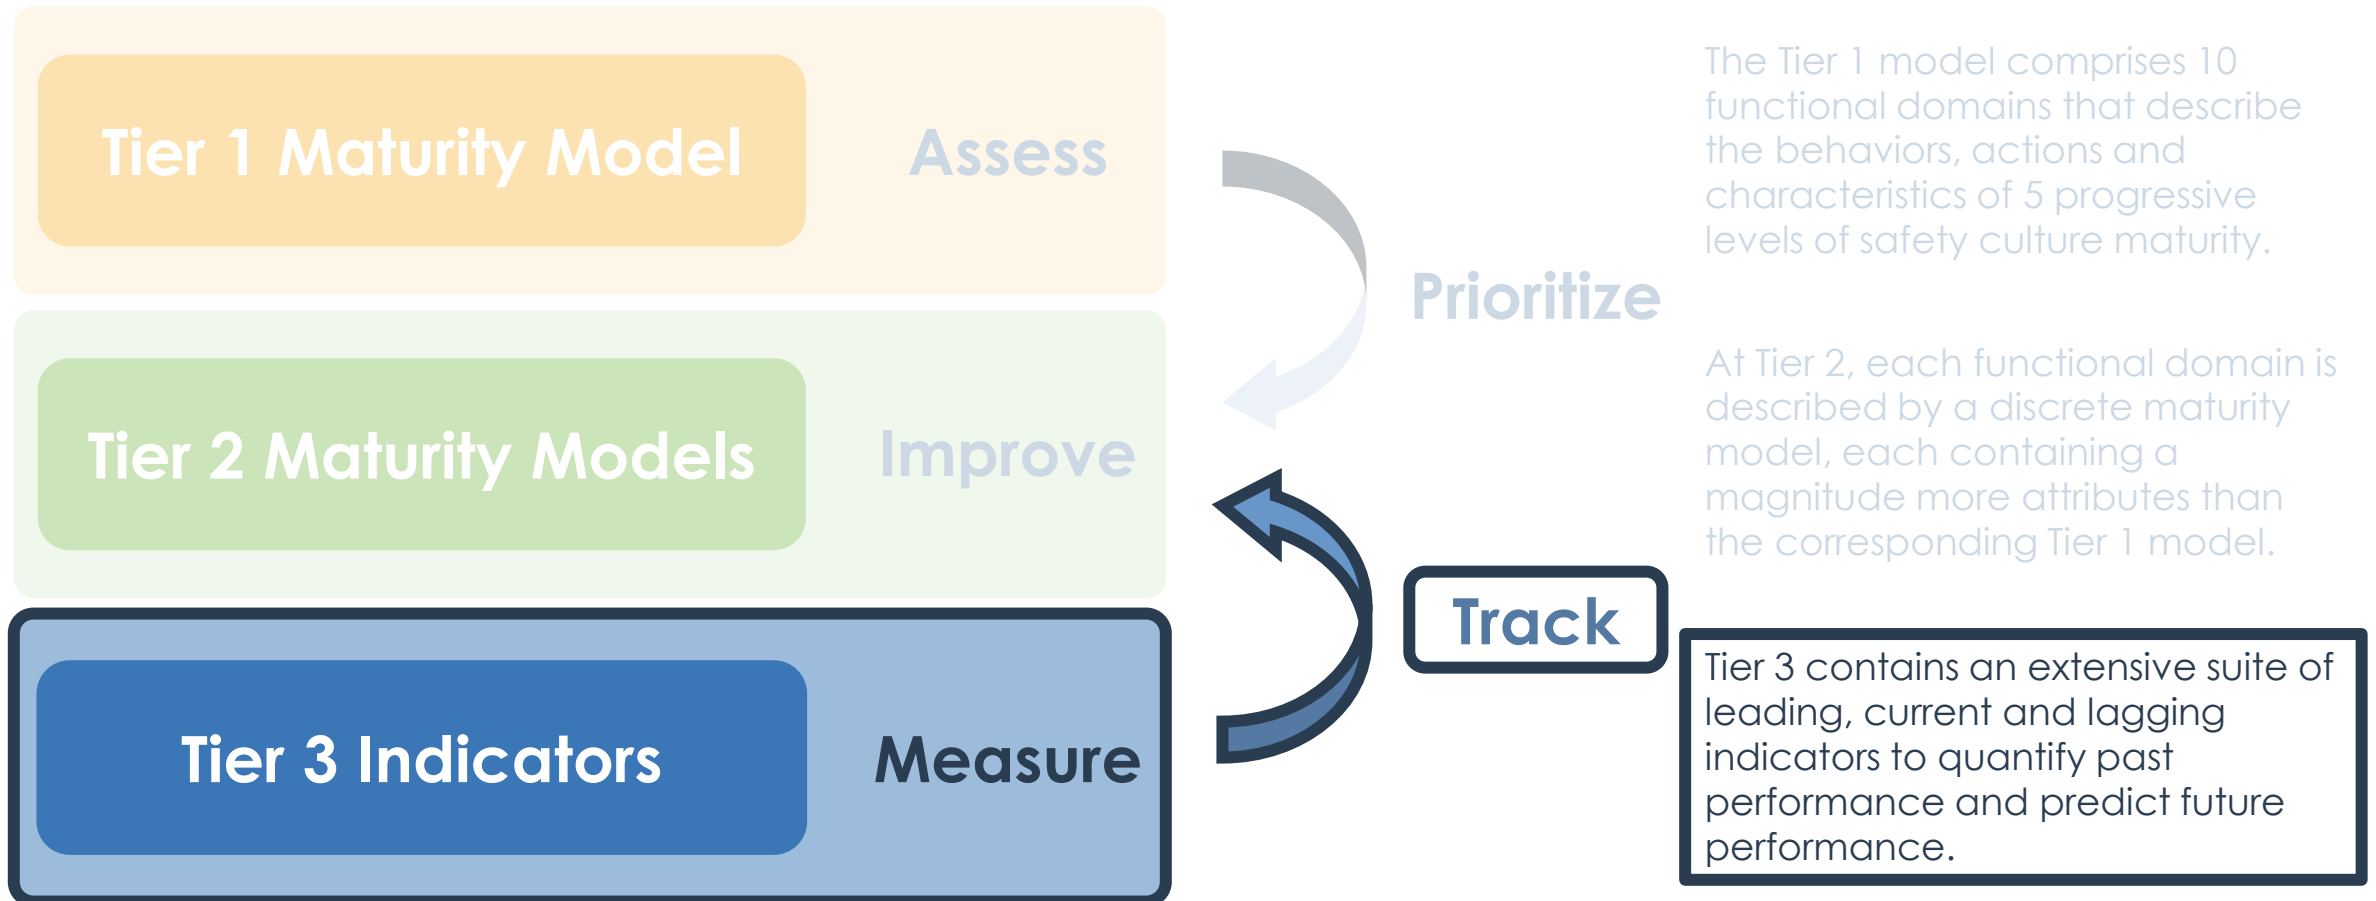 Tier 1 Maturity Model
Assess
Tier 2 Maturity Models
Improve
Tier 3 Indicators
Measure
Prioritize
Track
The Tier 1 model comprises 10
functional domains that describe
the behaviors, actions and
characteristics of 5 progressive
levels of safety culture maturity.
At Tier 2, each functional domain is
described by a discrete maturity
model, each containing a
magnitude more attributes than
the corresponding Tier 1 model.
Tier 3 contains an extensive suite of
leading, current and lagging
indicators to quantify past
performance and predict future
performance.